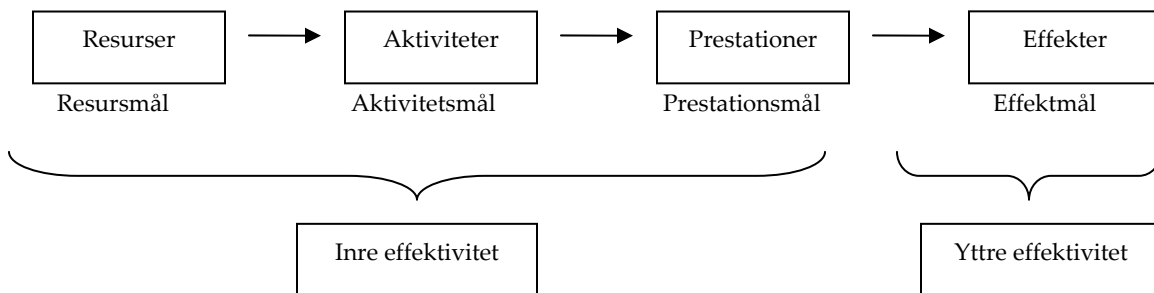 Resurser
Aktiviteter
Prestationer
Effekter
Resursmål
Aktivitetsmål
Prestationsmål
Effektmål
Inre effektivitet
Yttre effektivitet